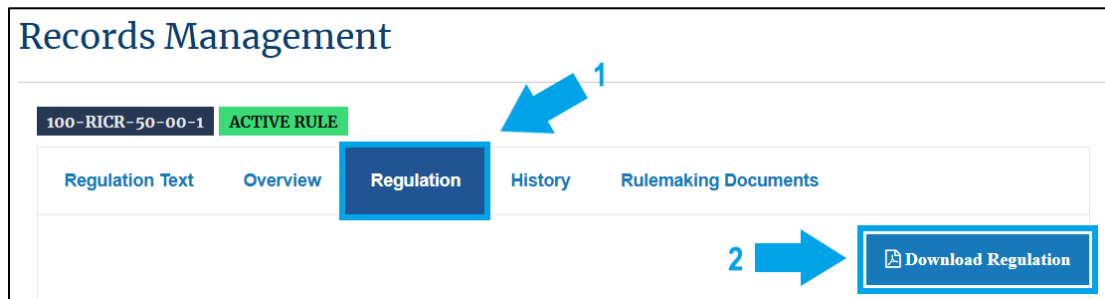 Records Management
1
100-RICR-50-00-1 ACTIVE RULE
Regulation Text Overview Regulation History Rulemaking Documents
2 Download Regulation